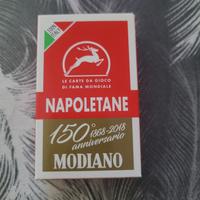 LE CARTE DA GIOCO
DI FAMA MONDIALE
NAPOLETANE
150° 1868-2018
anniversario
MODIANO